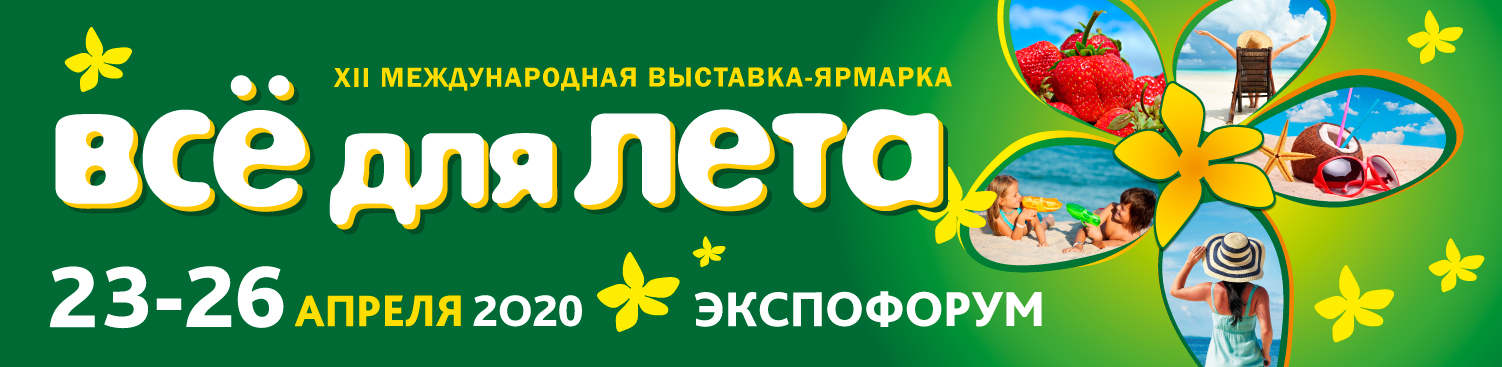 XII МЕЖДУНАРОДНАЯ ВЫСТАВКА-ЯРМАРКА
всё для лета
23-26 АПРЕЛЯ 2020
ЭКСПОФОРУМ